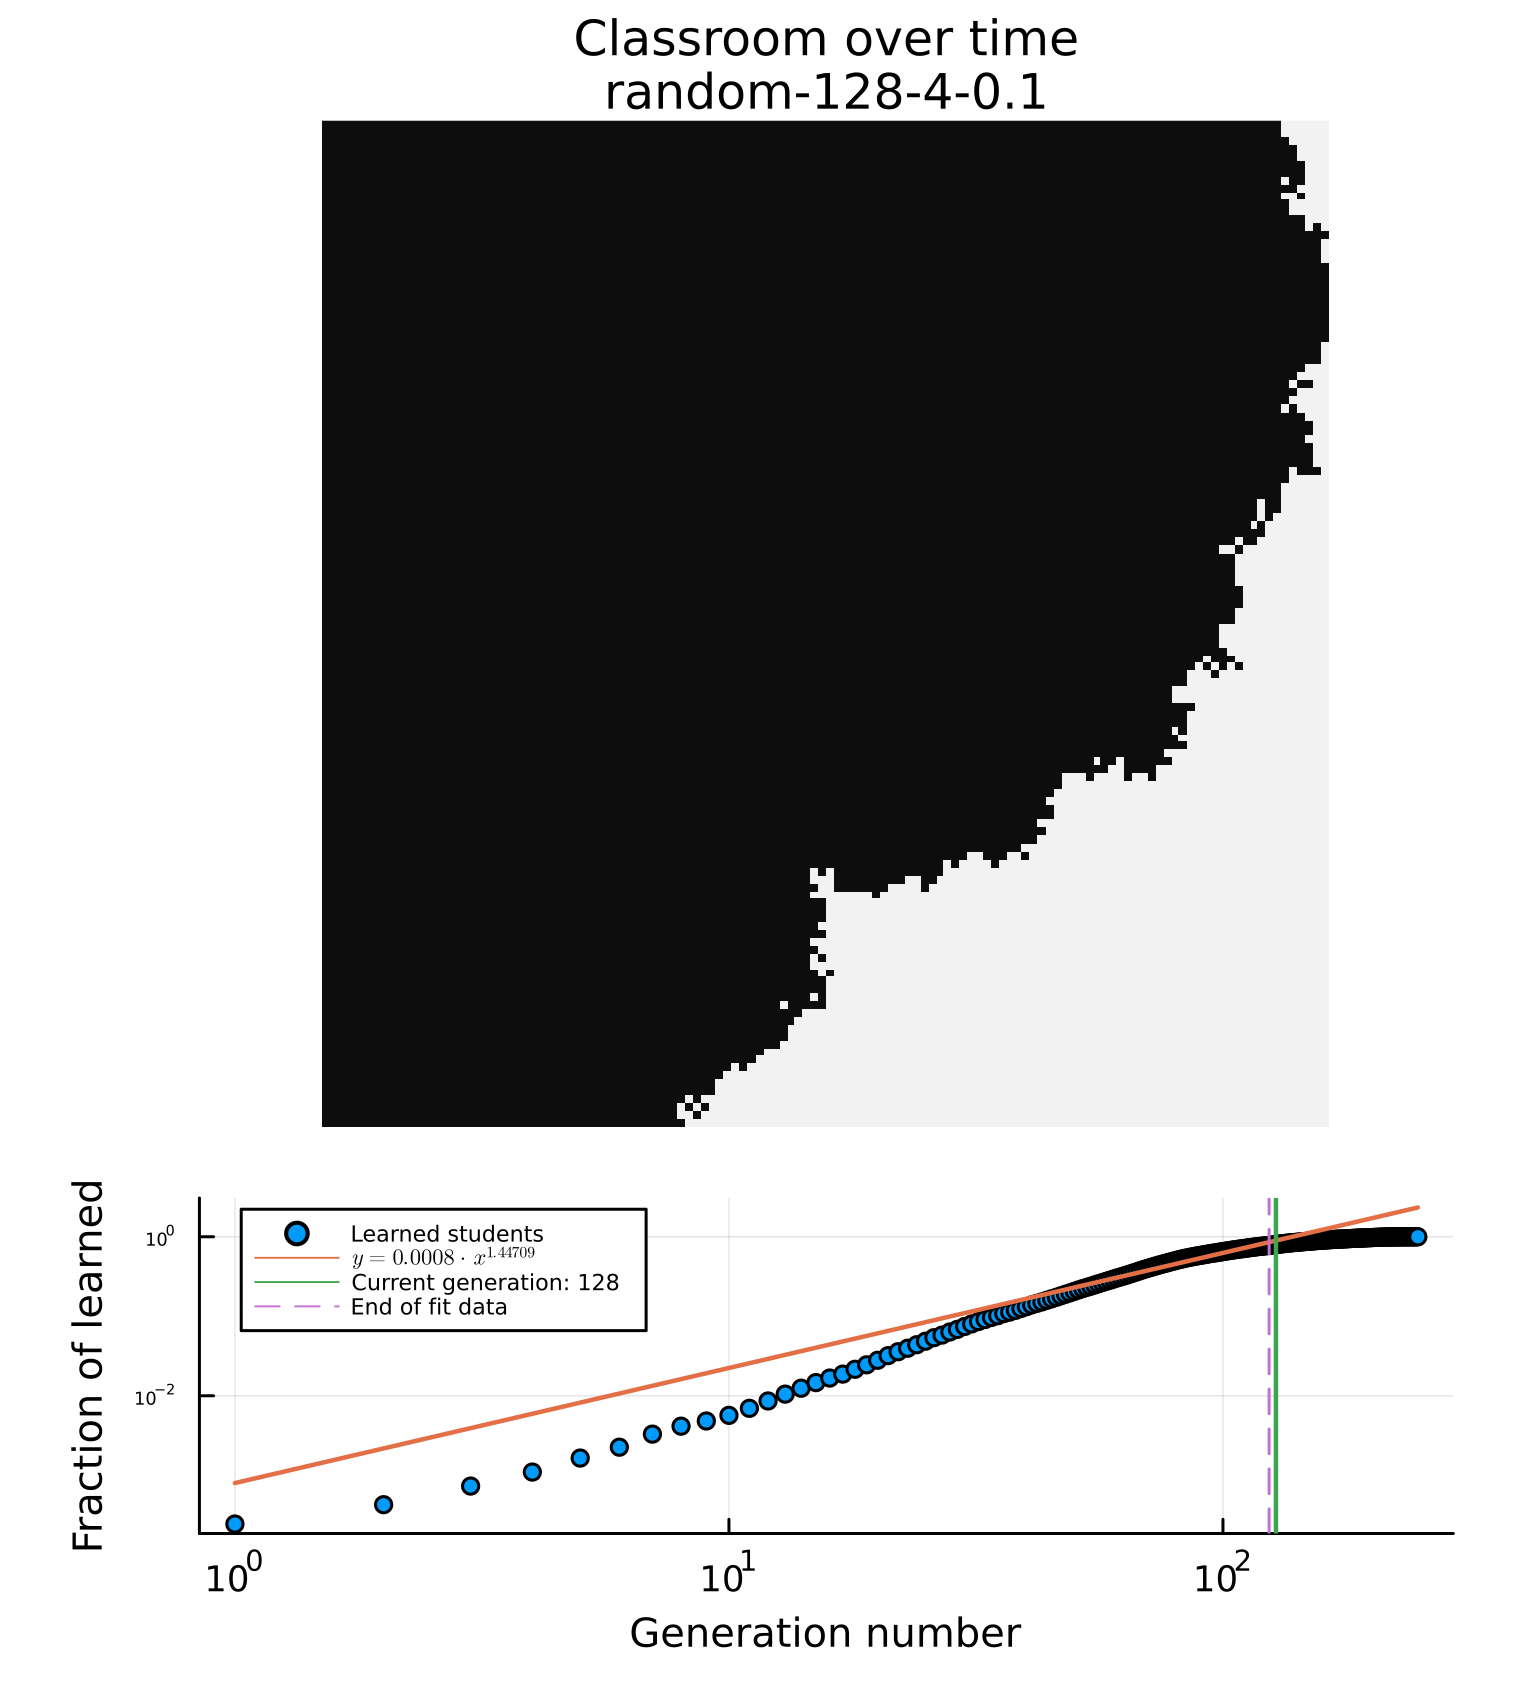 Classroom over time
random-128-4-0.1
Learned students
y = 0.0008 · x^1.44709
Current generation: 128
End of fit data
Fraction of learned
10^0
10^−2
10^0 10^1 10^2
Generation number